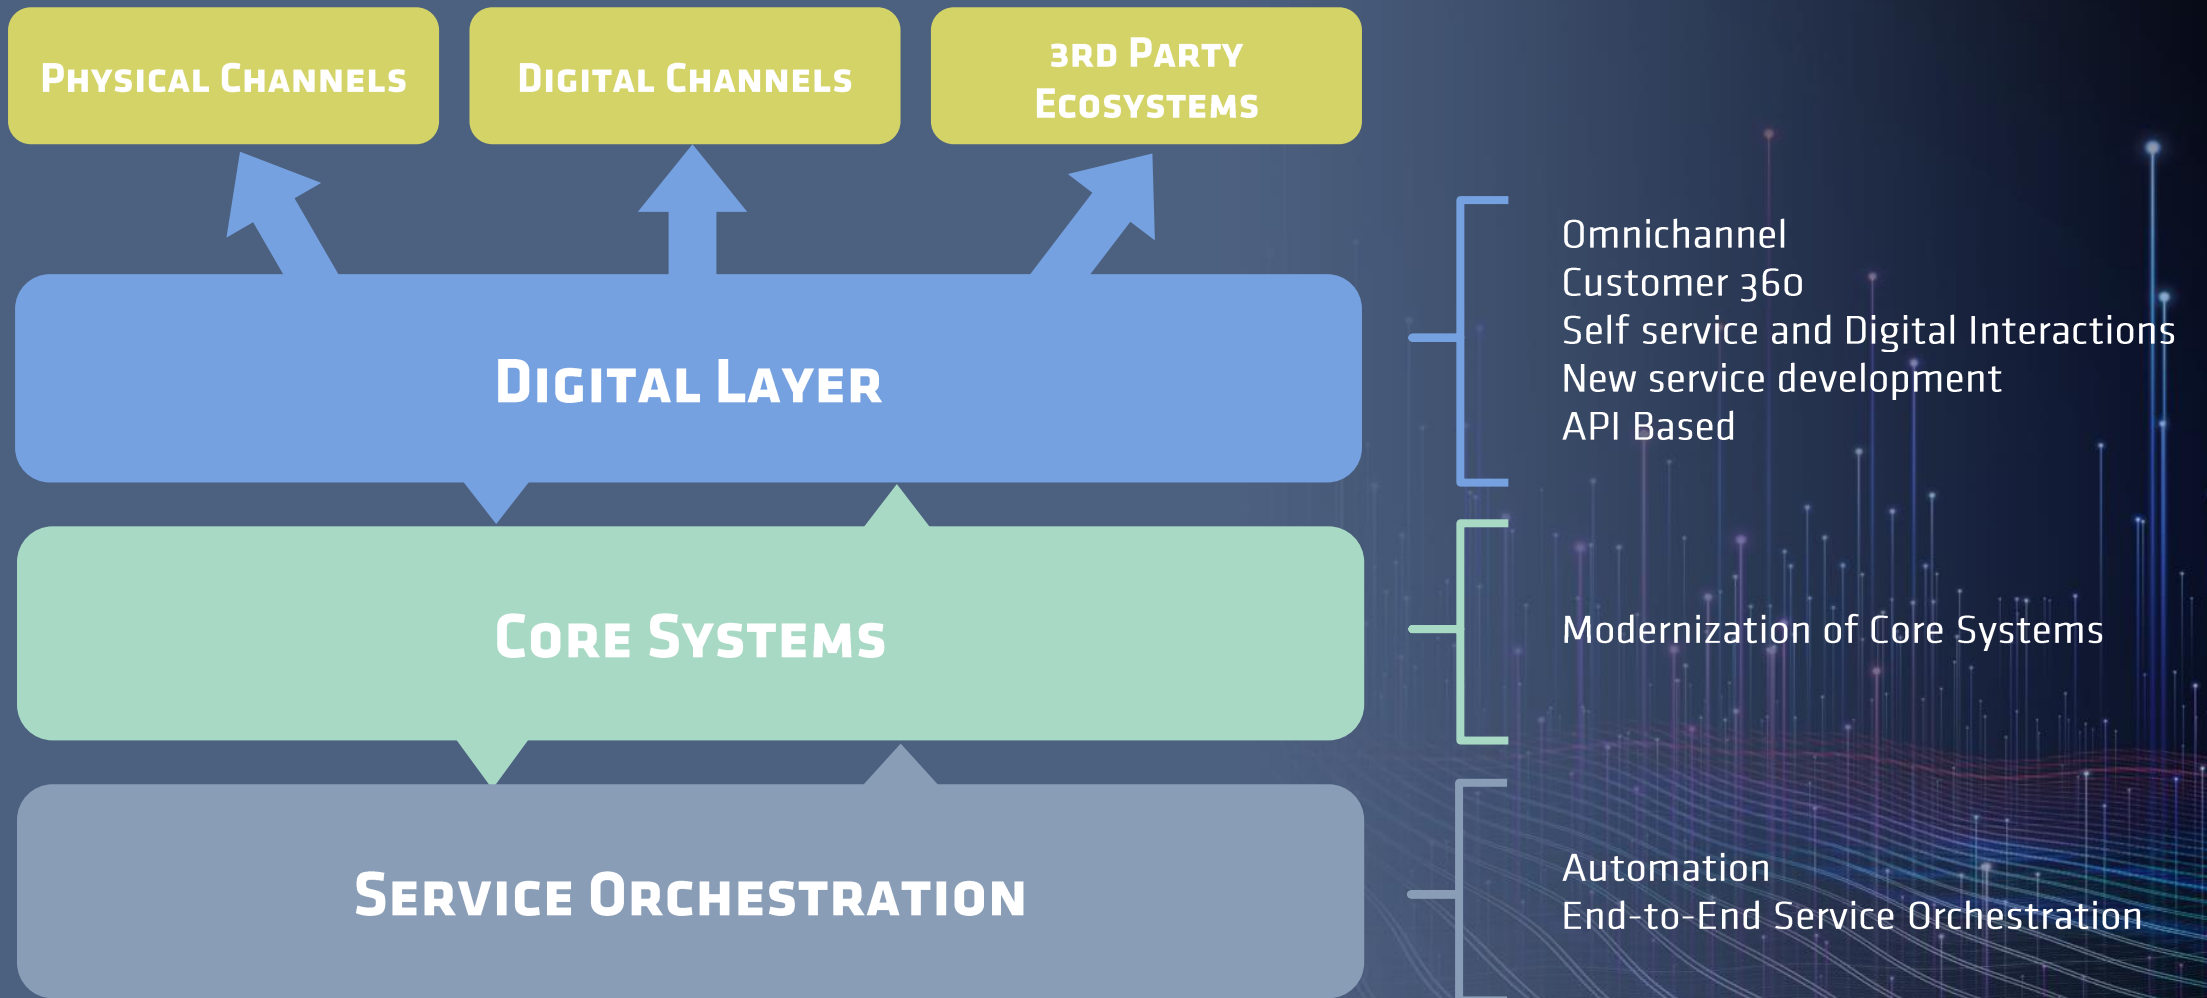 Physical Channels
Digital Channels
3rd Party
Ecosystems
Digital Layer
Omnichannel
Customer 360
Self service and Digital Interactions
New service development
API Based
Core Systems
Modernization of Core Systems
Service Orchestration
Automation
End-to-End Service Orchestration